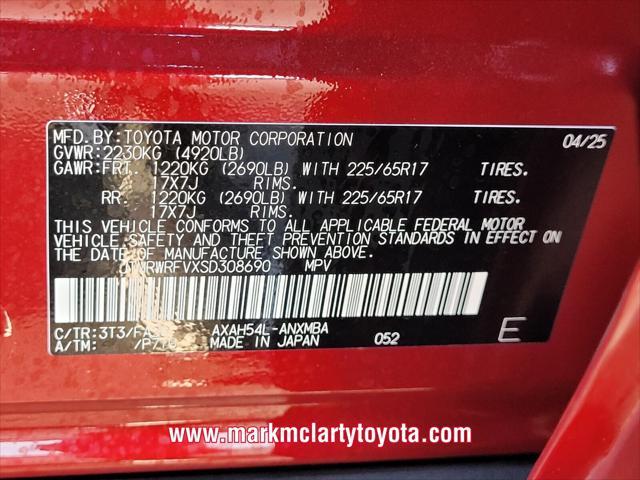 MFD. BY: TOYOTA MOTOR CORPORATION 04/25
GVWR: 2230KG (4920LB)
GAWR: FRT. 1220KG (2690LB) WITH 225/65R17 TIRES.
17X7J RIMS.
RR. 1220KG (2690LB) WITH 225/65R17 TIRES.
17X7J RIMS.
THIS VEHICLE CONFORMS TO ALL APPLICABLE FEDERAL MOTOR
VEHICLE SAFETY AND THEFT PREVENTION STANDARDS IN EFFECT ON
THE DATE OF MANUFACTURE SHOWN ABOVE.
RWRFVXSD308690 MPV
C/TR: 3T3/FA AXAH54L-ANXMBA
A/TM: MADE IN JAPAN 052 E
www.markmclartytoyota.com